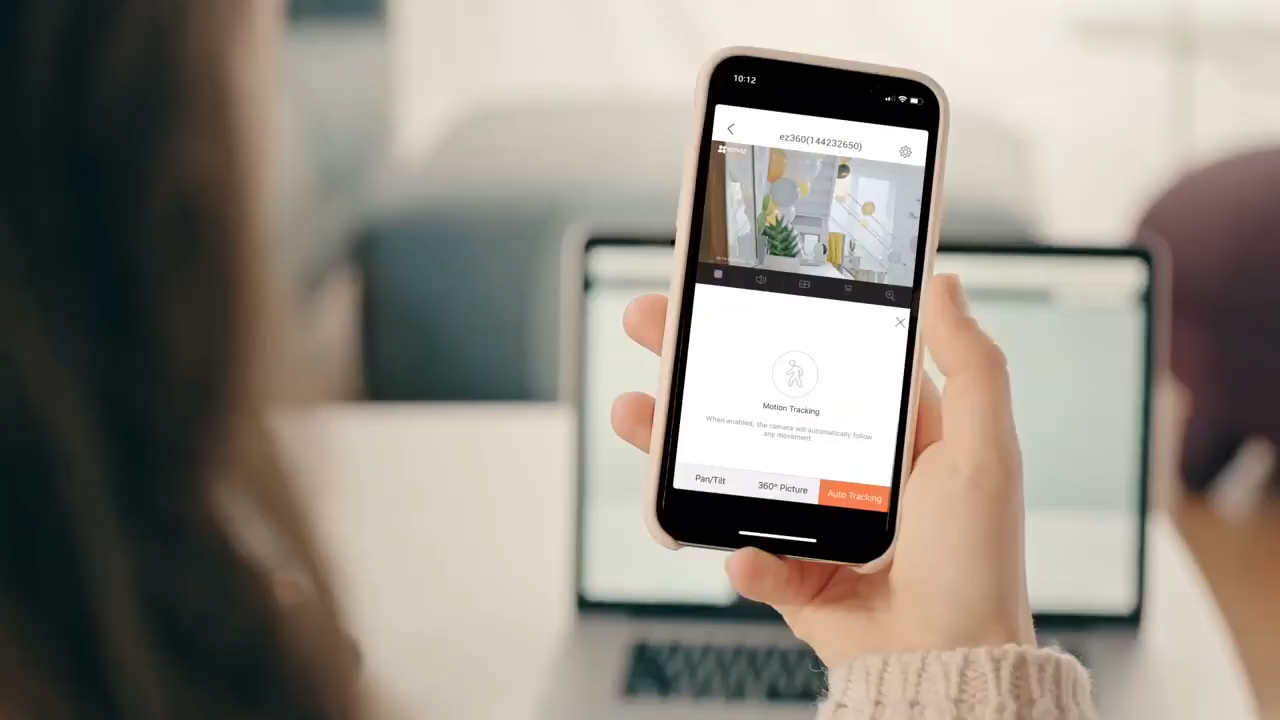 10:12
ez360(144232650)
EZVIZ
Motion Tracking
When enabled, the camera will automatically follow
any movement.
Pan/Tilt
360° Picture
Auto Tracking